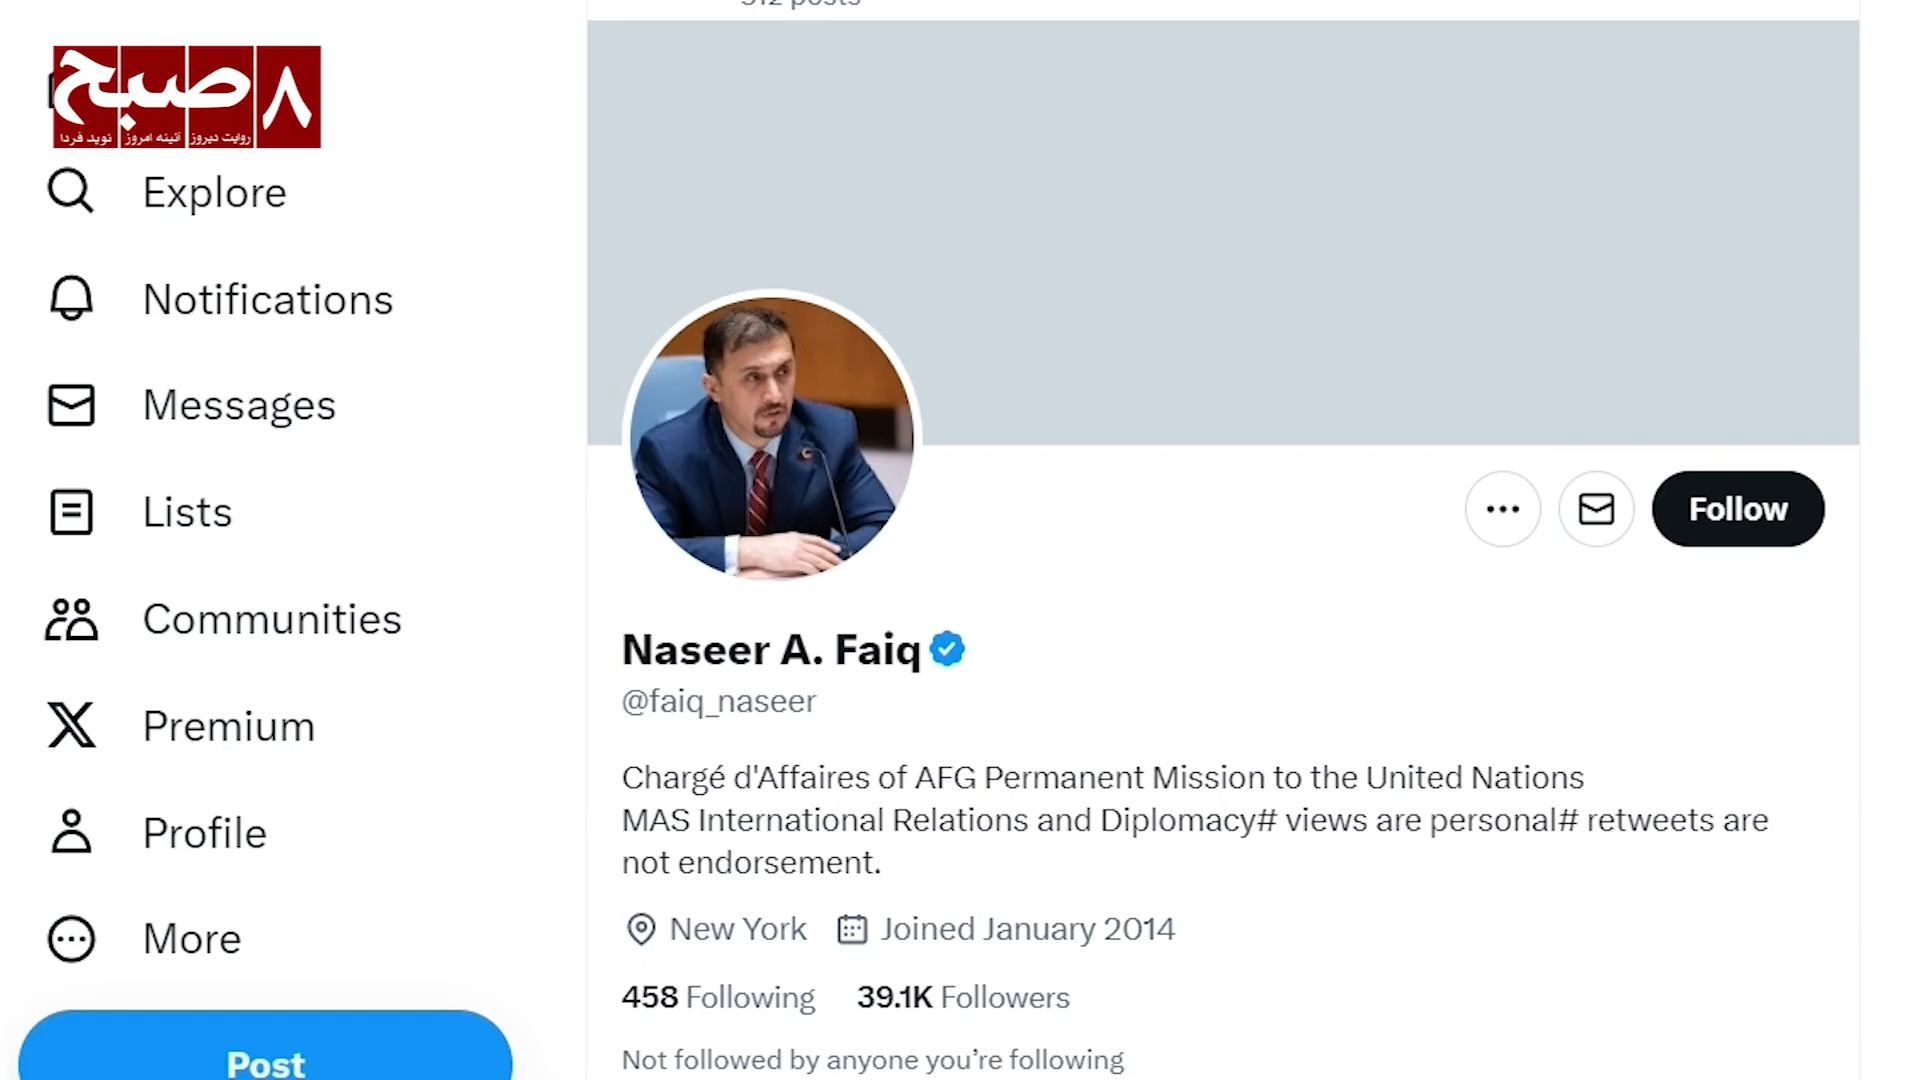 512 posts
۸صبح
روایت دیروز آئینه امروز نوید فردا
Explore
Notifications
Messages
Lists
Communities
Premium
Profile
More
Post
Follow
Naseer A. Faiq
@faiq_naseer
Chargé d'Affaires of AFG Permanent Mission to the United Nations
MAS International Relations and Diplomacy# views are personal# retweets are
not endorsement.
New York Joined January 2014
458 Following 39.1K Followers
Not followed by anyone you’re following